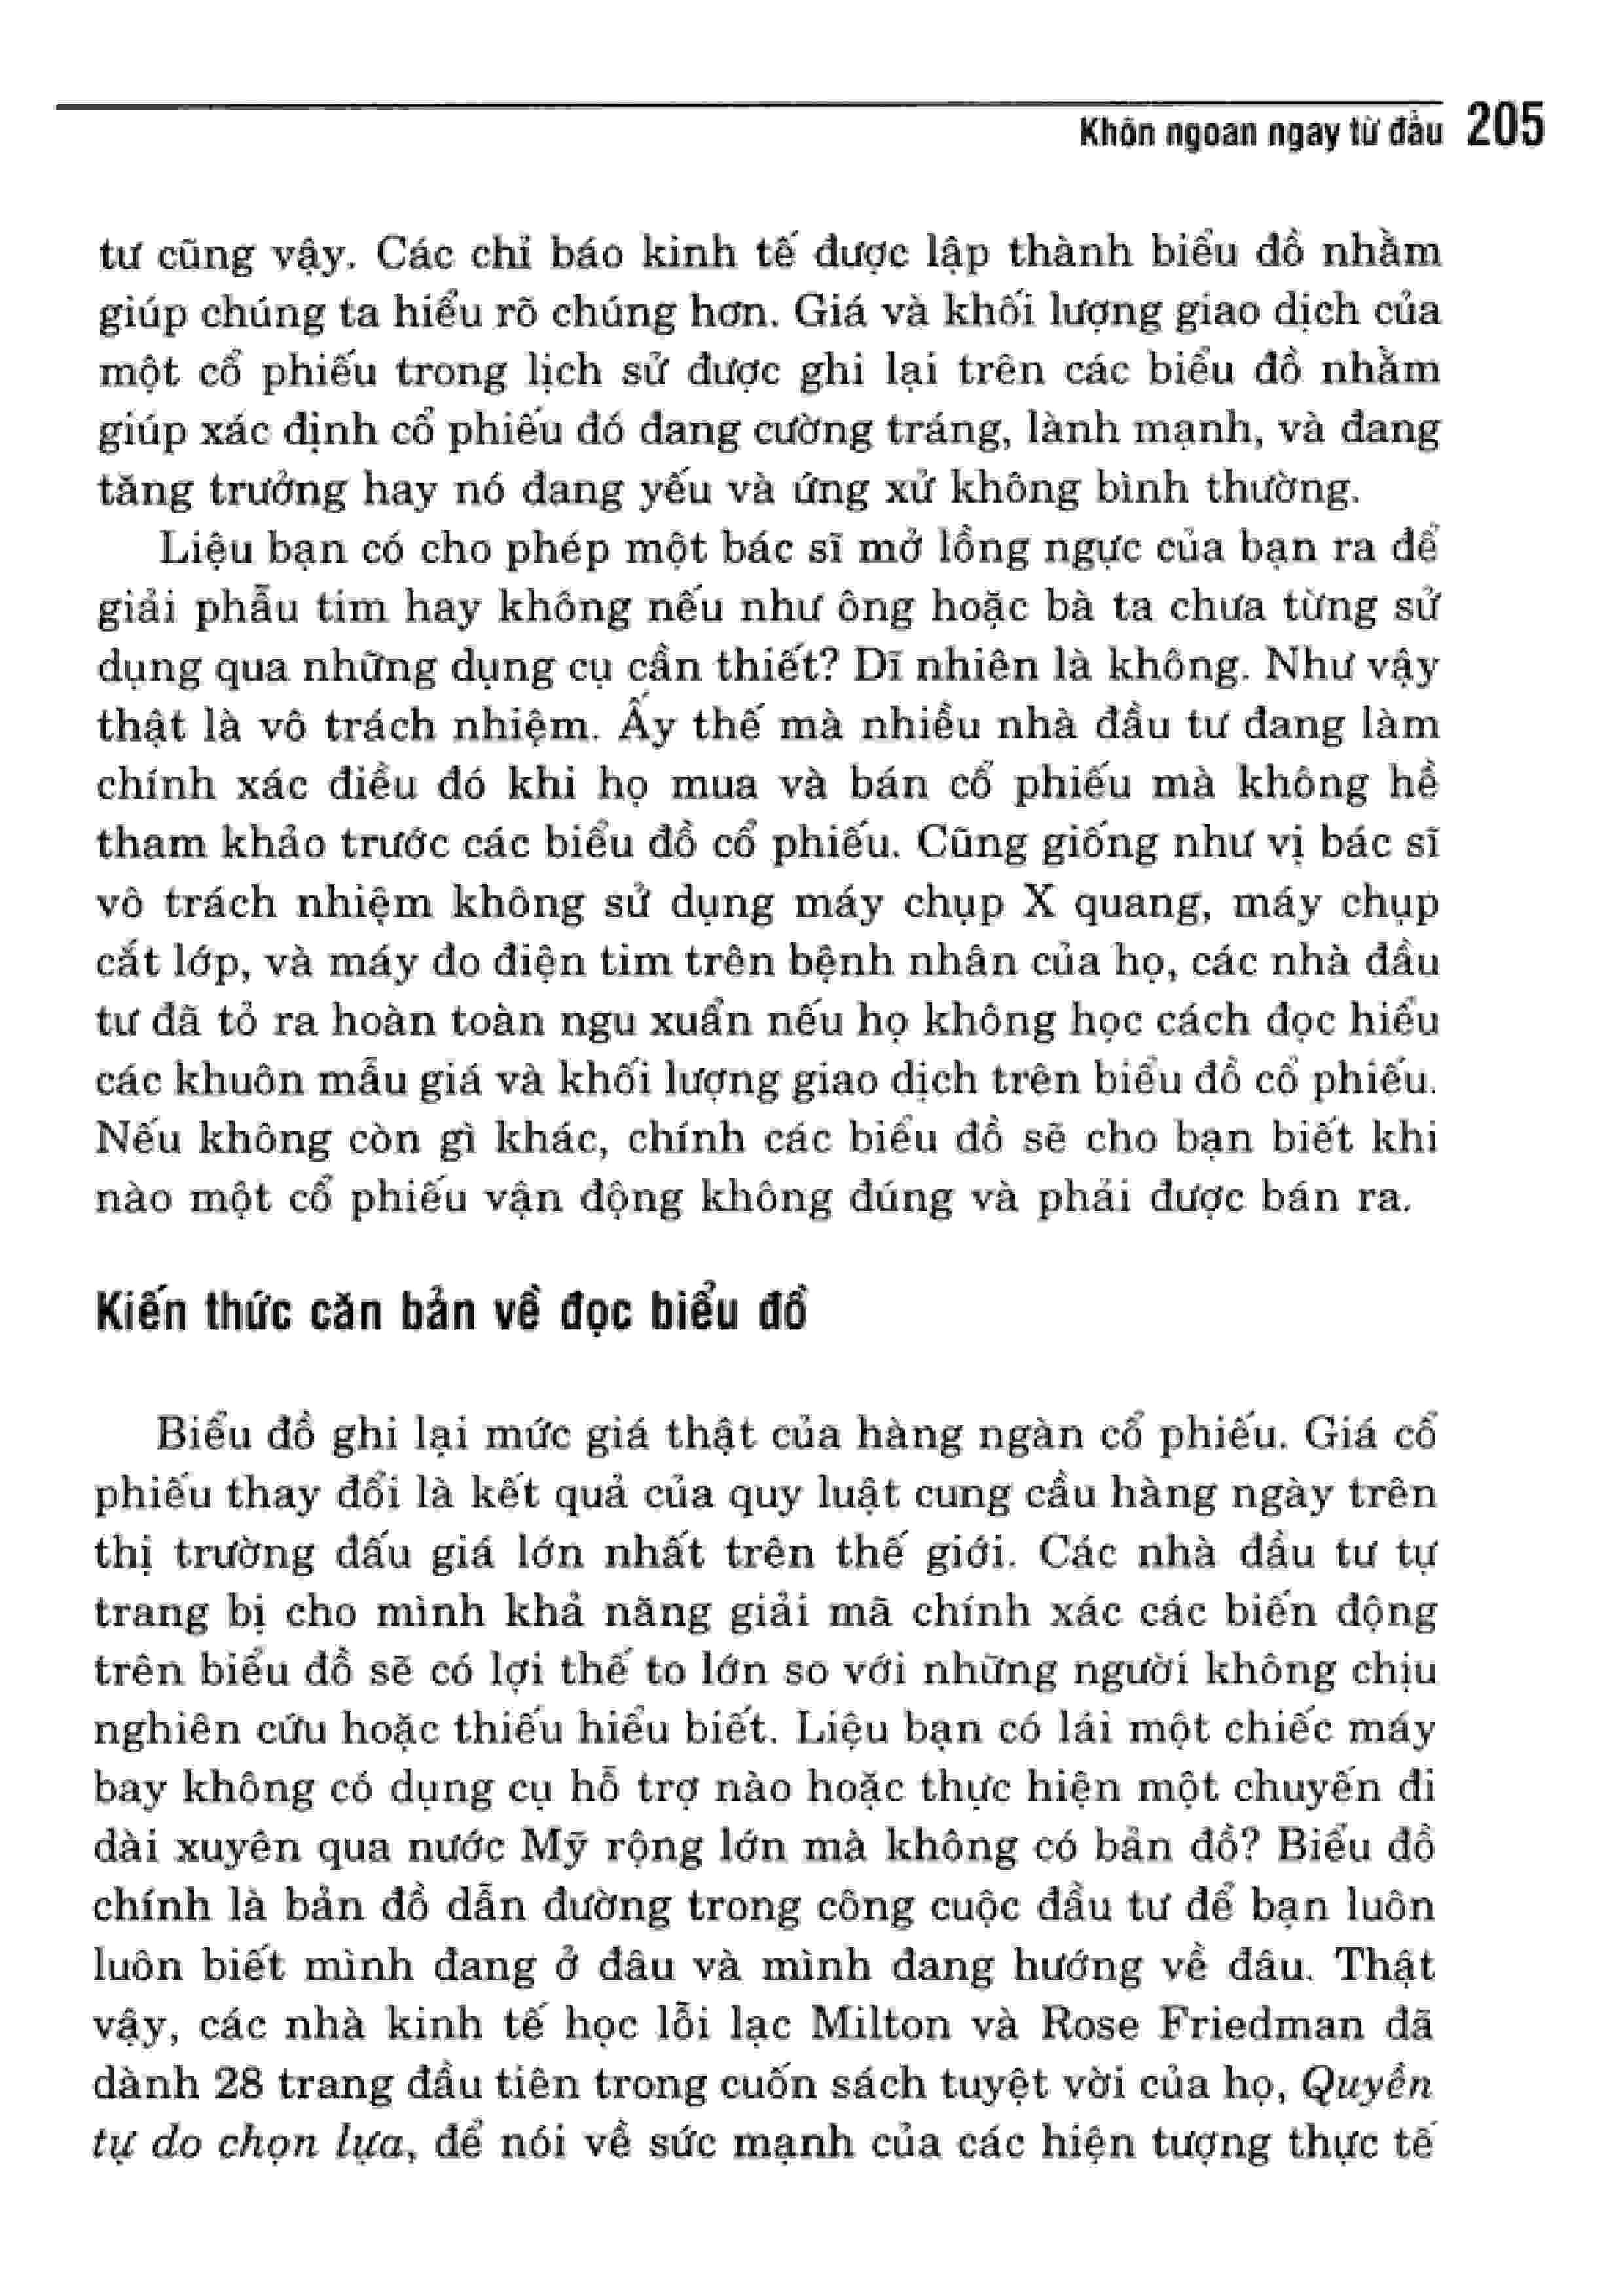 Khôn ngoan ngay từ đầu 205
tư cũng vậy. Các chỉ báo kinh tế được lập thành biểu đồ nhằm
giúp chúng ta hiểu rõ chúng hơn. Giá và khối lượng giao dịch của
một cổ phiếu trong lịch sử được ghi lại trên các biểu đồ nhằm
giúp xác định cổ phiếu đó đang cường tráng, lành mạnh, và đang
tăng trưởng hay nó đang yếu và ứng xử không bình thường.
Liệu bạn có cho phép một bác sĩ mở lồng ngực của bạn ra để
giải phẫu tim hay không nếu như ông hoặc bà ta chưa từng sử
dụng qua những dụng cụ cần thiết? Dĩ nhiên là không. Như vậy
thật là vô trách nhiệm. Ấy thế mà nhiều nhà đầu tư đang làm
chính xác điều đó khi họ mua và bán cổ phiếu mà không hề
tham khảo trước các biểu đồ cổ phiếu. Cũng giống như vị bác sĩ
vô trách nhiệm không sử dụng máy chụp X quang, máy chụp
cắt lớp, và máy đo điện tim trên bệnh nhân của họ, các nhà đầu
tư đã tỏ ra hoàn toàn ngu xuẩn nếu họ không học cách đọc hiểu
các khuôn mẫu giá và khối lượng giao dịch trên biểu đồ cổ phiếu.
Nếu không còn gì khác, chính các biểu đồ sẽ cho bạn biết khi
nào một cổ phiếu vận động không đúng và phải được bán ra.
Kiến thức căn bản về đọc biểu đồ
Biểu đồ ghi lại mức giá thật của hàng ngàn cổ phiếu. Giá cổ
phiếu thay đổi là kết quả của quy luật cung cầu hàng ngày trên
thị trường đấu giá lớn nhất trên thế giới. Các nhà đầu tư tự
trang bị cho mình khả năng giải mã chính xác các biến động
trên biểu đồ sẽ có lợi thế to lớn so với những người không chịu
nghiên cứu hoặc thiếu hiểu biết. Liệu bạn có lái một chiếc máy
bay không có dụng cụ hỗ trợ nào hoặc thực hiện một chuyến đi
dài xuyên qua nước Mỹ rộng lớn mà không có bản đồ? Biểu đồ
chính là bản đồ dẫn đường trong công cuộc đầu tư để bạn luôn
luôn biết mình đang ở đâu và mình đang hướng về đâu. Thật
vậy, các nhà kinh tế học lỗi lạc Milton và Rose Friedman đã
dành 28 trang đầu tiên trong cuốn sách tuyệt vời của họ, Quyền
tự do chọn lựa, để nói về sức mạnh của các hiện tượng thực tế